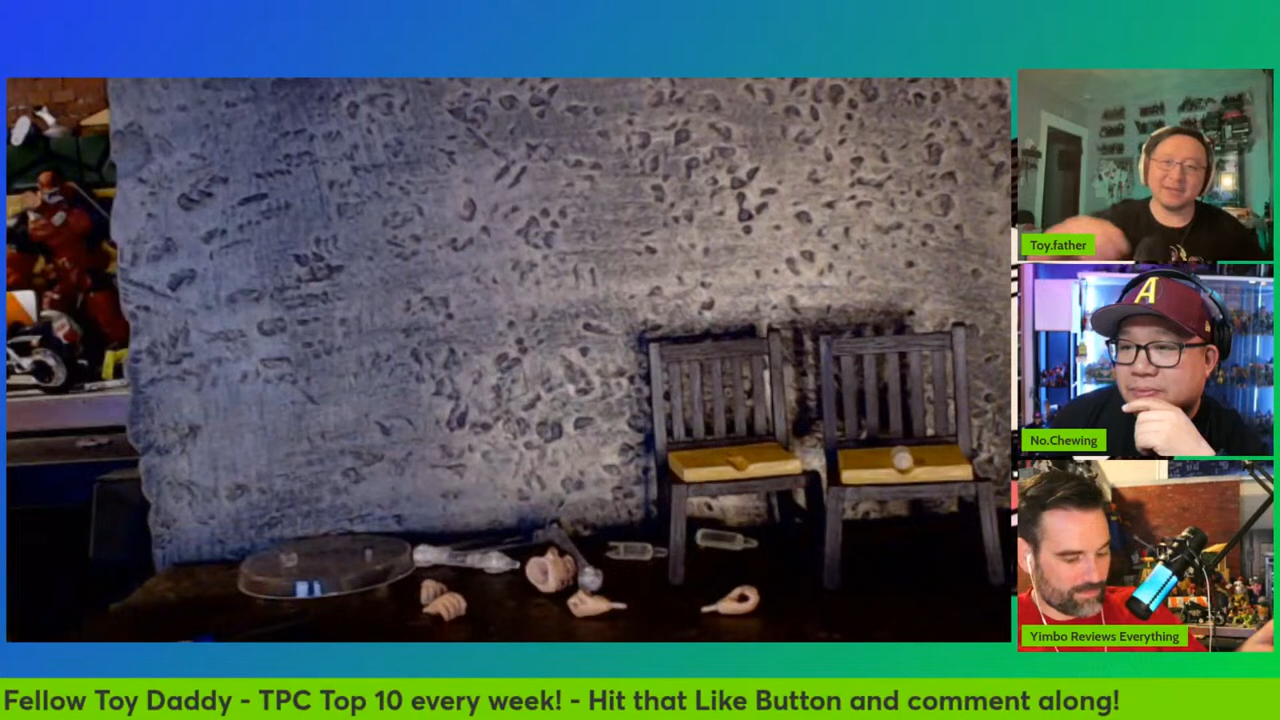 Toy.father
A
No.Chewing
Yimbo Reviews Everything
Fellow Toy Daddy - TPC Top 10 every week! - Hit that Like Button and comment along!